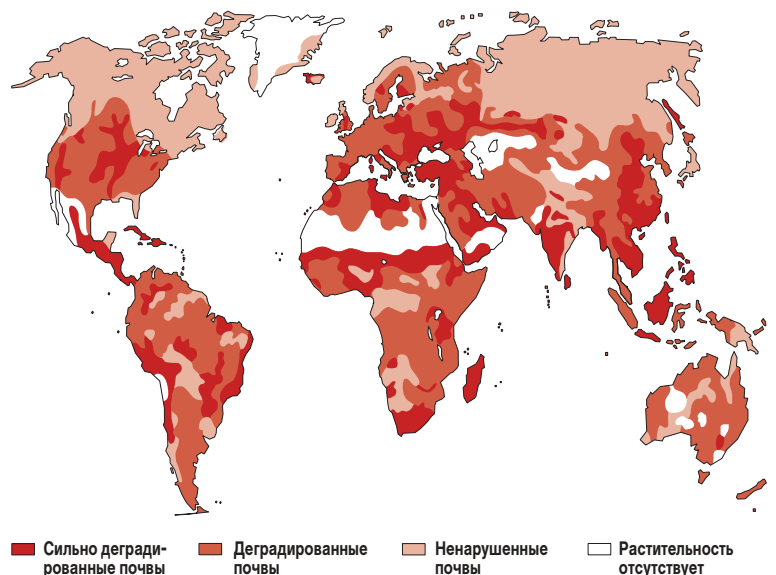 Сильно дегради-
рованные почвы
Деградированные
почвы
Ненарушенные
почвы
Растительность
отсутствует